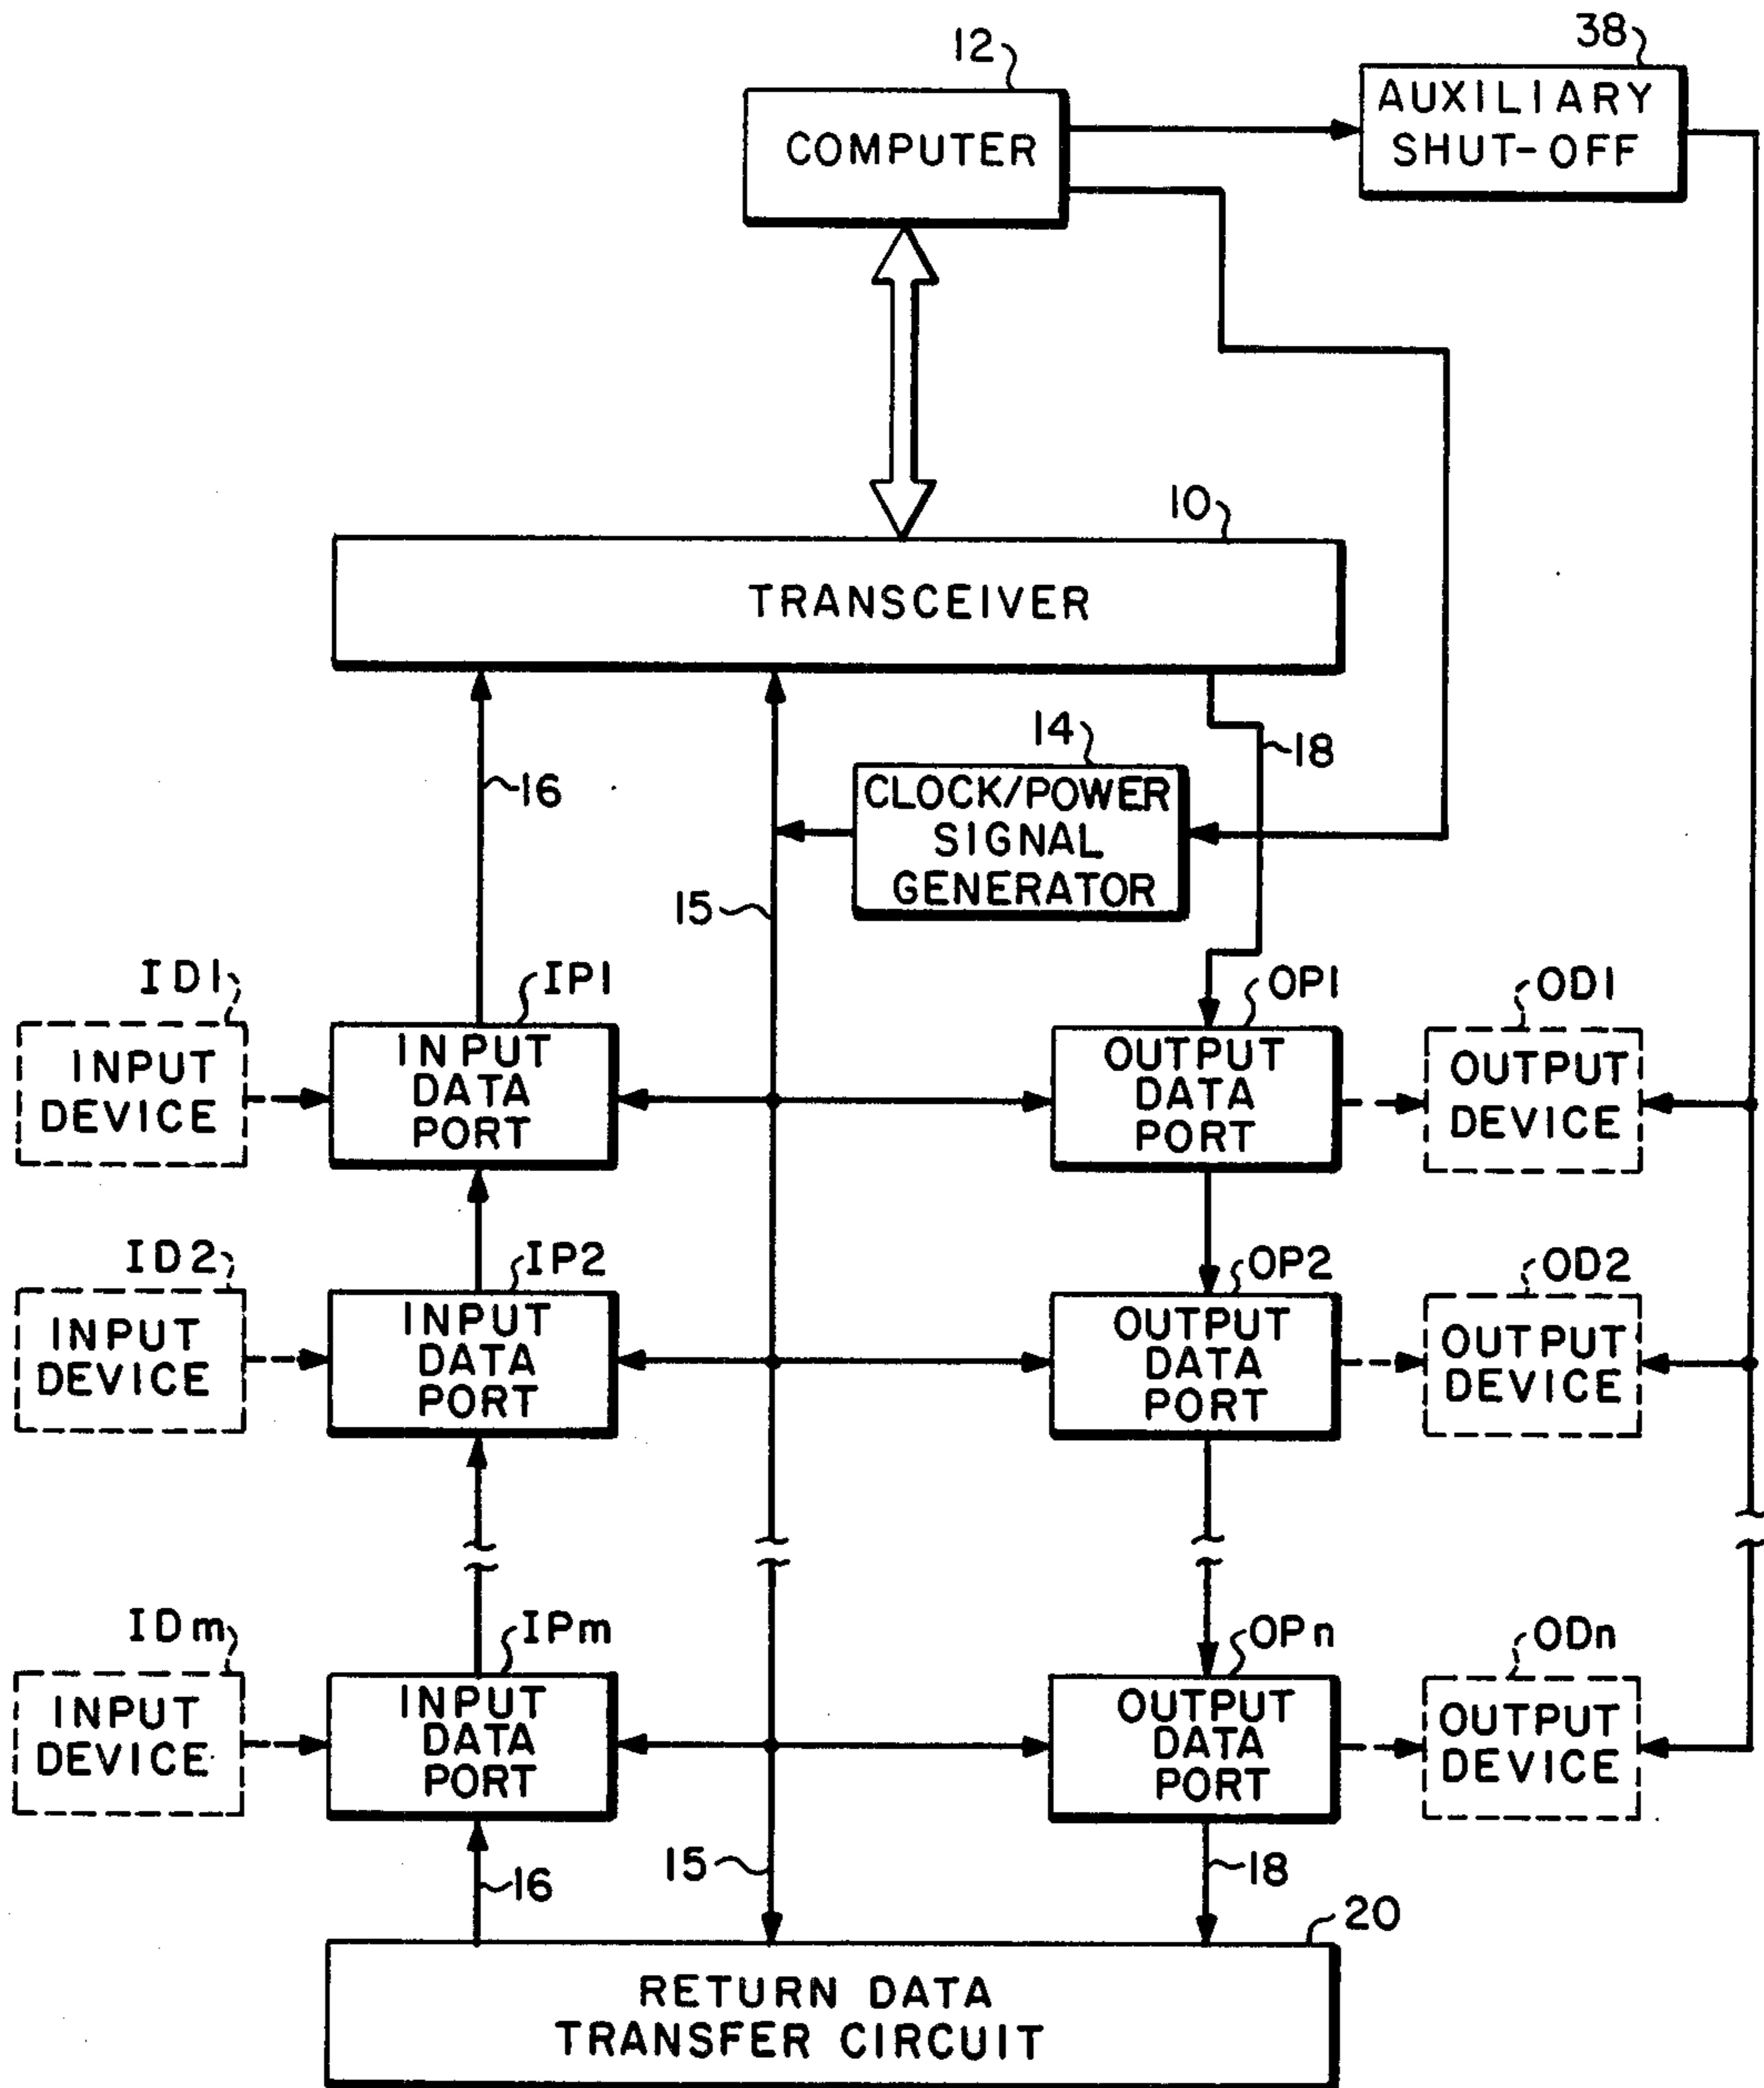 12
38
COMPUTER
AUXILIARY
SHUT-OFF
10
TRANSCEIVER
14
18
16
CLOCK/POWER
SIGNAL
GENERATOR
15
ID1
IP1
OP1
OD1
INPUT
DEVICE
INPUT
DATA
PORT
OUTPUT
DATA
PORT
OUTPUT
DEVICE
ID2
IP2
OP2
OD2
INPUT
DEVICE
INPUT
DATA
PORT
OUTPUT
DATA
PORT
OUTPUT
DEVICE
IDm
IPm
OPn
ODn
INPUT
DEVICE
INPUT
DATA
PORT
OUTPUT
DATA
PORT
OUTPUT
DEVICE
16
15
18
20
RETURN DATA
TRANSFER CIRCUIT